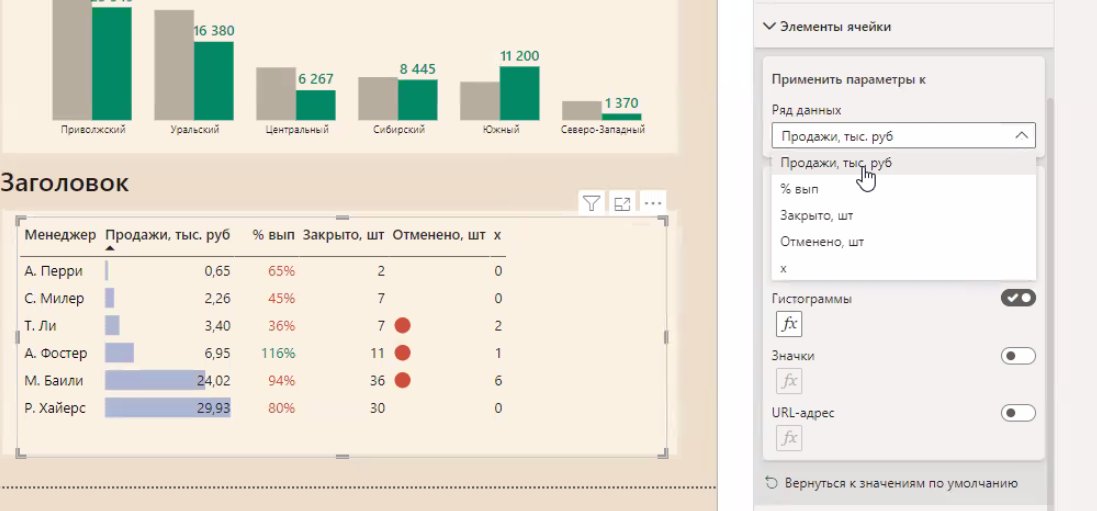 16 380
6 267
8 445
11 200
1 370
Приволжский Уральский Центральный Сибирский Южный Северо-Западный
Заголовок
Менеджер Продажи, тыс. руб % вып Закрыто, шт Отменено, шт x
А. Перри 0,65 65% 2 0
С. Милер 2,26 45% 7 0
Т. Ли 3,40 36% 7 2
А. Фостер 6,95 116% 11 1
М. Баили 24,02 94% 36 6
Р. Хайерс 29,93 80% 30 0
Элементы ячейки
Применить параметры к
Ряд данных
Продажи, тыс. руб
Продажи, тыс. руб
% вып
Закрыто, шт
Отменено, шт
x
Гистограммы
fx
Значки
fx
URL-адрес
fx
Вернуться к значениям по умолчанию